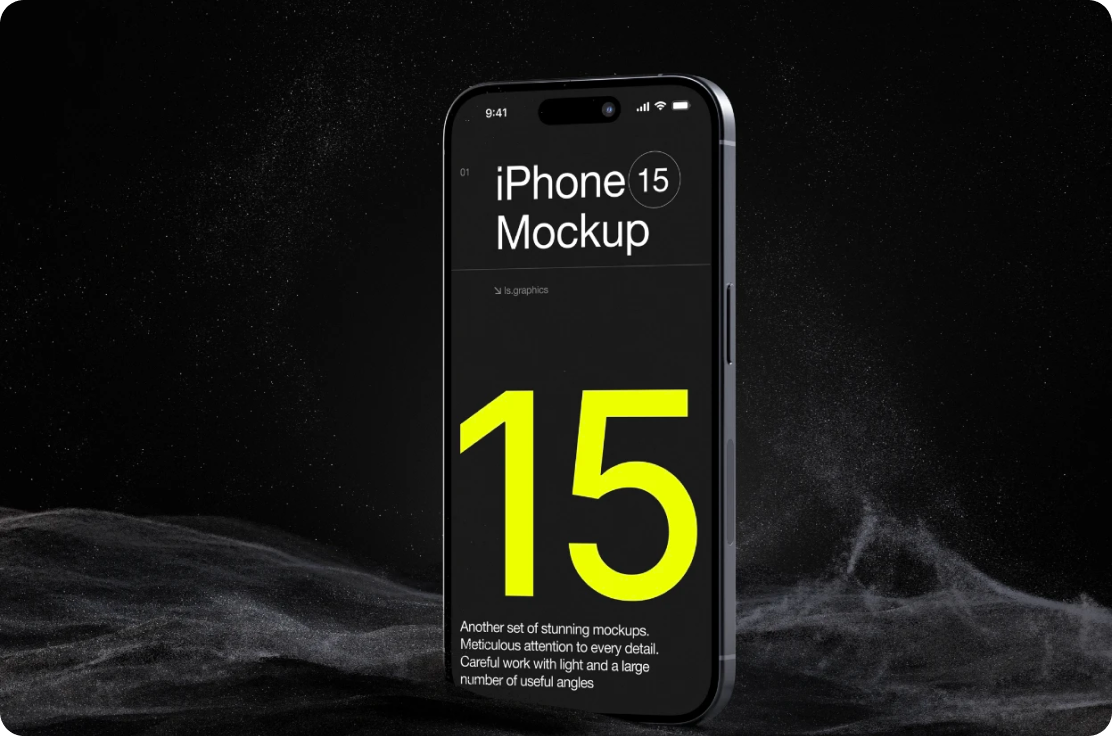 9:41
01
iPhone 15
Mockup
↘ ls.graphics
15
Another set of stunning mockups.
Meticulous attention to every detail.
Careful work with light and a large
number of useful angles